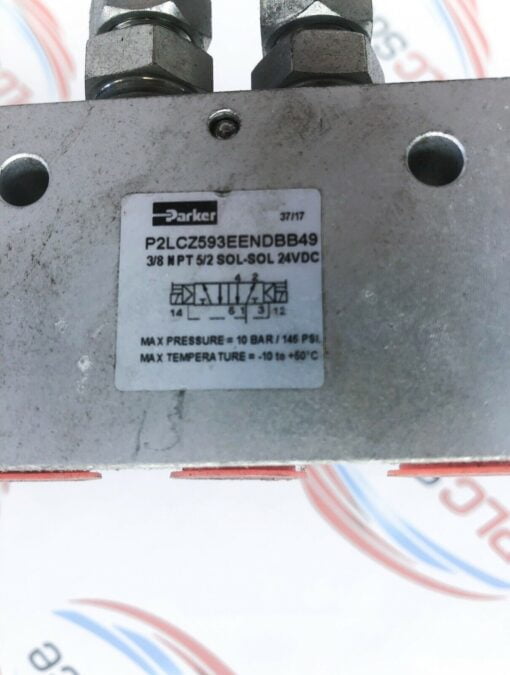 Parker 37/17
P2LCZ593EENDBB49
3/8 NPT 5/2 SOL-SOL 24VDC
4 2
14 5 1 3 12
MAX PRESSURE = 10 BAR / 145 PSI.
MAX TEMPERATURE = -10 to +50°C